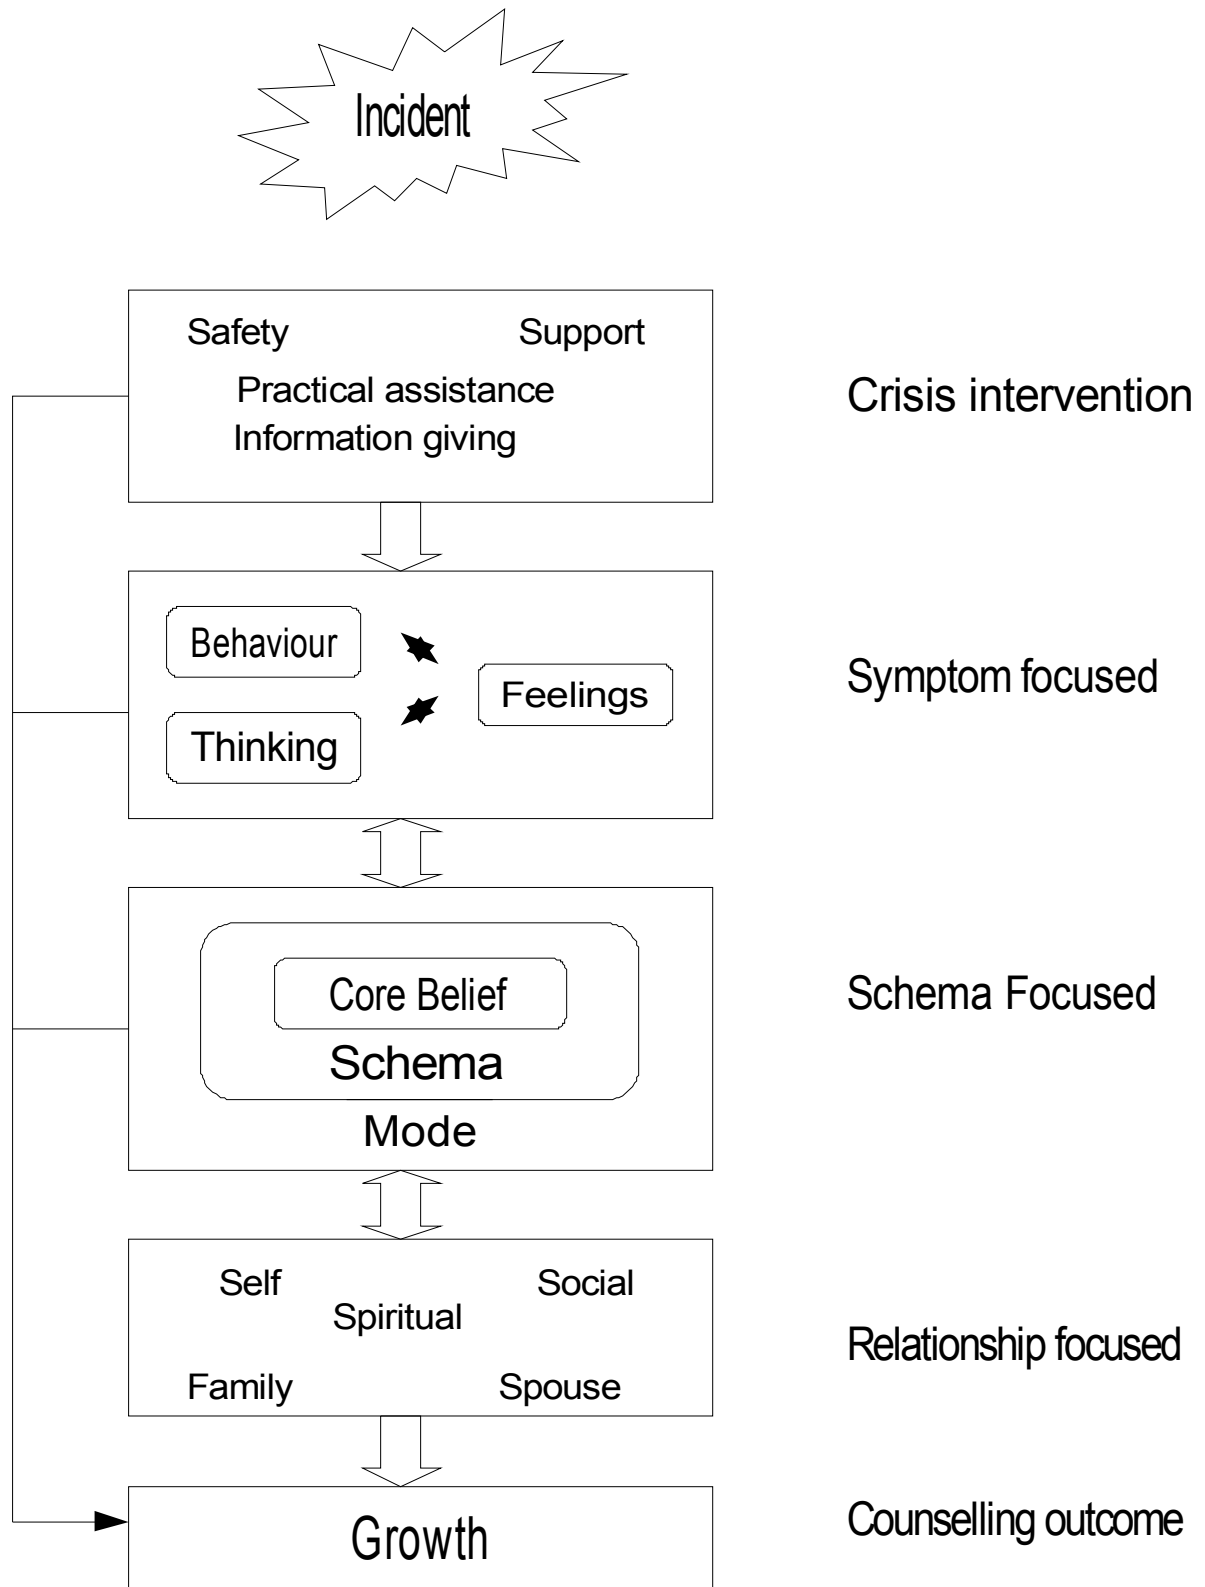 Incident
Safety Support
Practical assistance
Information giving
Crisis intervention
Behaviour
Feelings
Thinking
Symptom focused
Core Belief
Schema
Mode
Schema Focused
Self Social
Spiritual
Family Spouse
Relationship focused
Growth
Counselling outcome